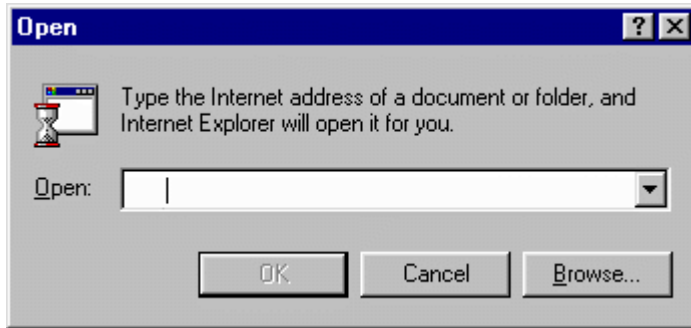 Open
Type the Internet address of a document or folder, and
Internet Explorer will open it for you.
Open:
OK Cancel Browse...